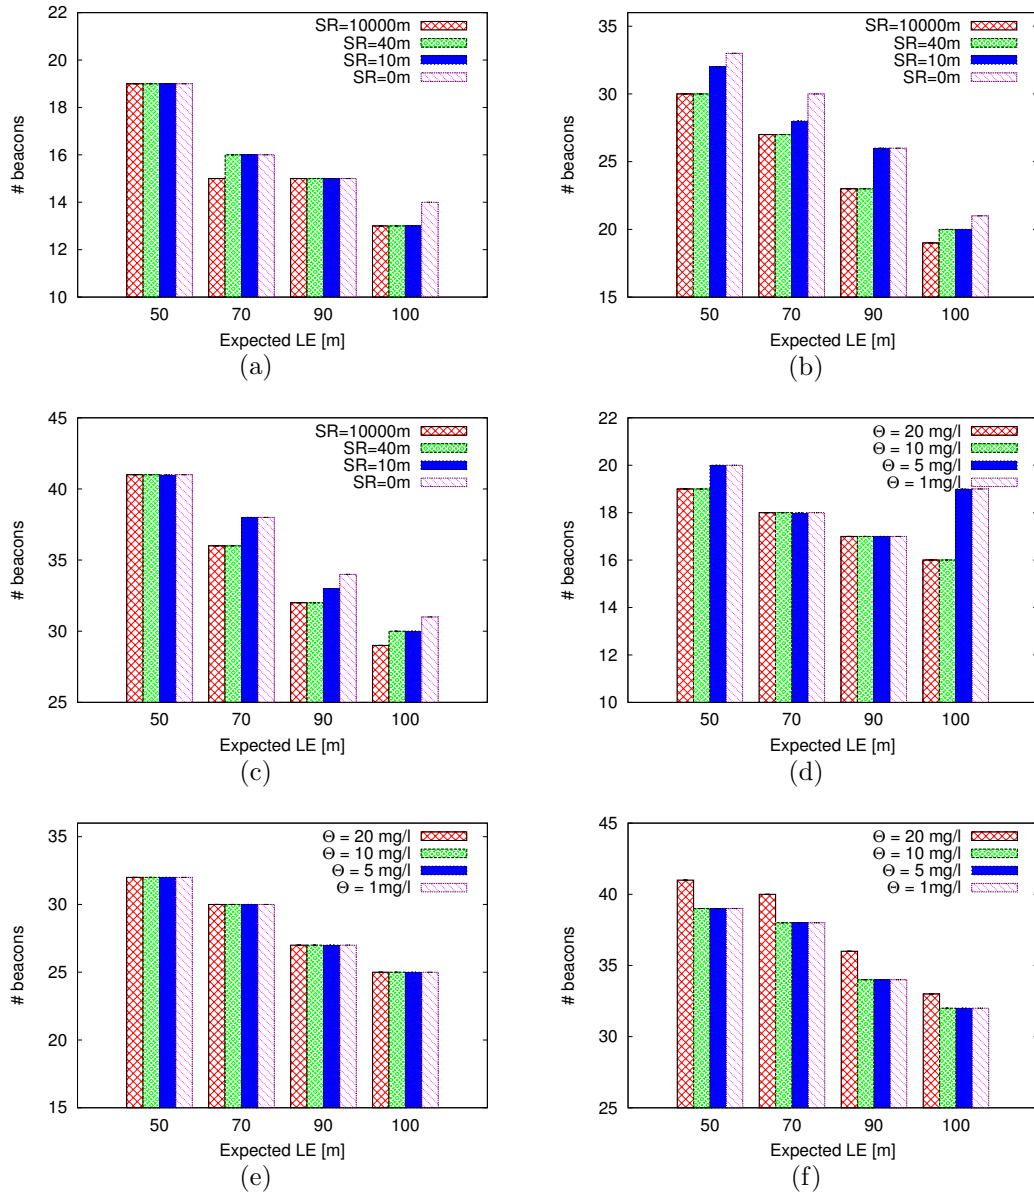 22
20
18
16
14
12
10
# beacons
SR=10000m
SR=40m
SR=10m
SR=0m
50 70 90 100
Expected LE [m]
(a)
35
30
25
20
15
# beacons
SR=10000m
SR=40m
SR=10m
SR=0m
50 70 90 100
Expected LE [m]
(b)
45
40
35
30
25
# beacons
SR=10000m
SR=40m
SR=10m
SR=0m
50 70 90 100
Expected LE [m]
(c)
22
20
18
16
14
12
10
# beacons
Θ = 20 mg/l
Θ = 10 mg/l
Θ = 5 mg/l
Θ = 1mg/l
50 70 90 100
Expected LE [m]
(d)
35
30
25
20
15
# beacons
Θ = 20 mg/l
Θ = 10 mg/l
Θ = 5 mg/l
Θ = 1mg/l
50 70 90 100
Expected LE [m]
(e)
45
40
35
30
25
# beacons
Θ = 20 mg/l
Θ = 10 mg/l
Θ = 5 mg/l
Θ = 1mg/l
50 70 90 100
Expected LE [m]
(f)